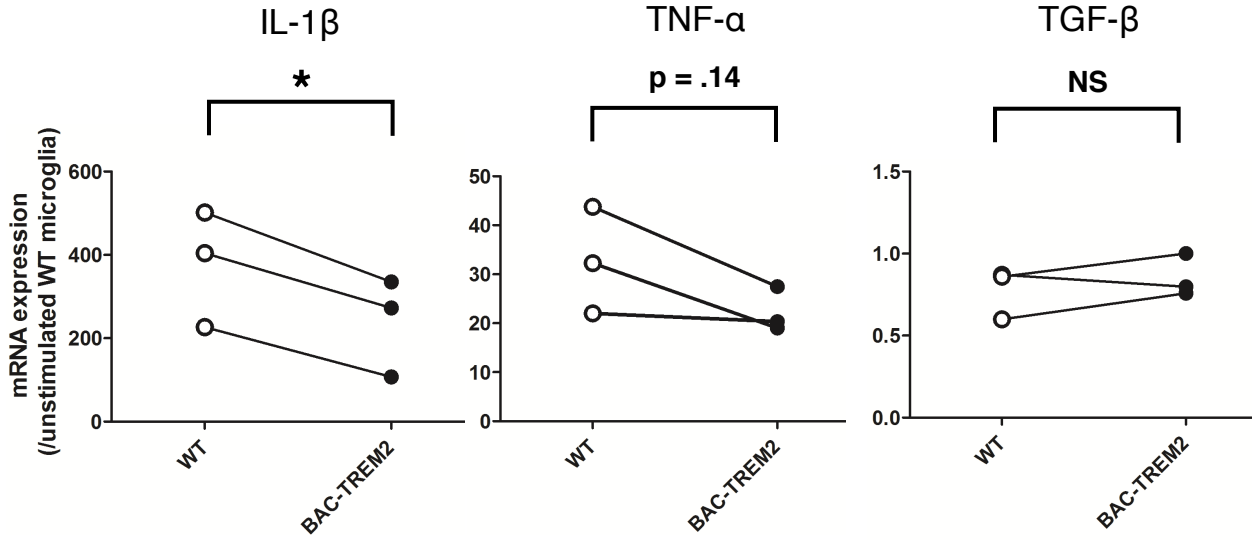 IL-1β
*
mRNA expression
(/unstimulated WT microglia)
600
400
200
0
WT
BAC-TREM2
TNF-α
p = .14
50
40
30
20
10
0
WT
BAC-TREM2
TGF-β
NS
1.5
1.0
0.5
0.0
WT
BAC-TREM2